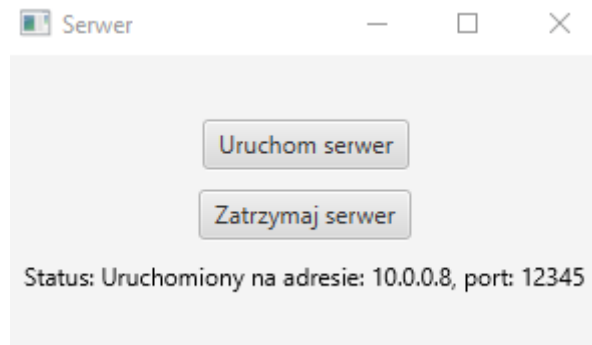 Serwer
Uruchom serwer
Zatrzymaj serwer
Status: Uruchomiony na adresie: 10.0.0.8, port: 12345